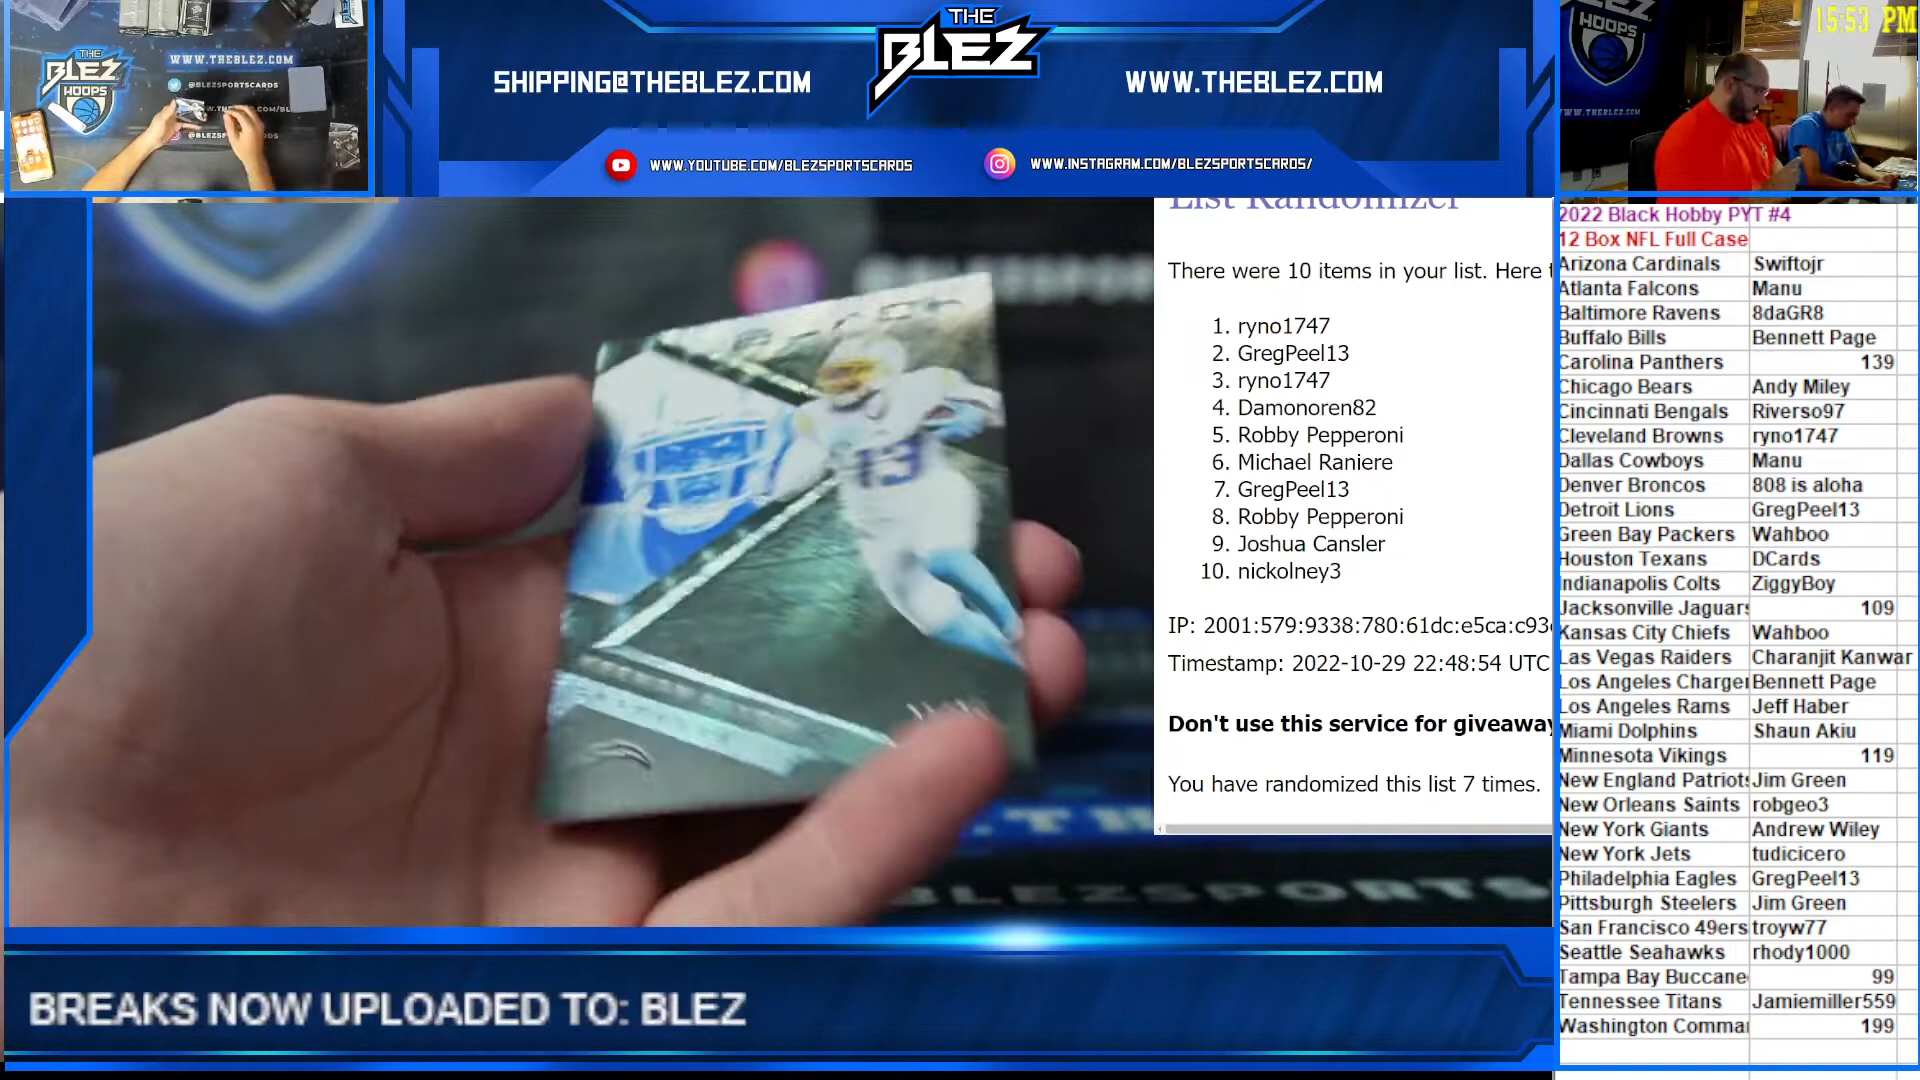 THE
BLEZ
HOOPS
WWW.THEBLEZ.COM
@BLEZSPORTSCARDS
SHIPPING@THEBLEZ.COM
THE
BLEZ
WWW.THEBLEZ.COM
WWW.YOUTUBE.COM/BLEZSPORTSCARDS
WWW.INSTAGRAM.COM/BLEZSPORTSCARDS/
HOOPS
15:53 PM
13
List Randomizer
There were 10 items in your list. Here
1. ryno1747
2. GregPeel13
3. ryno1747
4. Damonoren82
5. Robby Pepperoni
6. Michael Raniere
7. GregPeel13
8. Robby Pepperoni
9. Joshua Cansler
10. nickolney3
IP: 2001:579:9338:780:61dc:e5ca:c93
Timestamp: 2022-10-29 22:48:54 UTC
Don't use this service for giveaway
You have randomized this list 7 times.
2022 Black Hobby PYT #4
12 Box NFL Full Case
Arizona Cardinals Swiftojr
Atlanta Falcons Manu
Baltimore Ravens 8daGR8
Buffalo Bills Bennett Page
Carolina Panthers 139
Chicago Bears Andy Miley
Cincinnati Bengals Riverso97
Cleveland Browns ryno1747
Dallas Cowboys Manu
Denver Broncos 808 is aloha
Detroit Lions GregPeel13
Green Bay Packers Wahboo
Houston Texans DCards
Indianapolis Colts ZiggyBoy
Jacksonville Jaguars 109
Kansas City Chiefs Wahboo
Las Vegas Raiders Charanjit Kanwar
Los Angeles Charger Bennett Page
Los Angeles Rams Jeff Haber
Miami Dolphins Shaun Akiu
Minnesota Vikings 119
New England Patriots Jim Green
New Orleans Saints robgeo3
New York Giants Andrew Wiley
New York Jets tudicicero
Philadelphia Eagles GregPeel13
Pittsburgh Steelers Jim Green
San Francisco 49ers troyw77
Seattle Seahawks rhody1000
Tampa Bay Buccane 99
Tennessee Titans Jamiemiller559
Washington Comma 199
BLEZSPORTS
BREAKS NOW UPLOADED TO: BLEZ